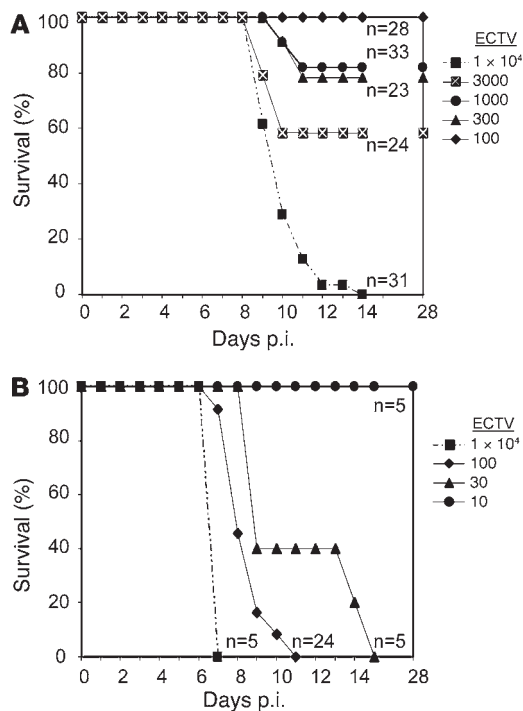 A
100
80
60
40
20
0
Survival (%)
n=28
n=33
n=23
n=24
n=31
0 2 4 6 8 10 12 14 28
Days p.i.
ECTV
1 × 10⁴
3000
1000
300
100
B
100
80
60
40
20
0
Survival (%)
n=5
n=5 n=24 n=5
0 2 4 6 8 10 12 14 28
Days p.i.
ECTV
1 × 10⁴
100
30
10